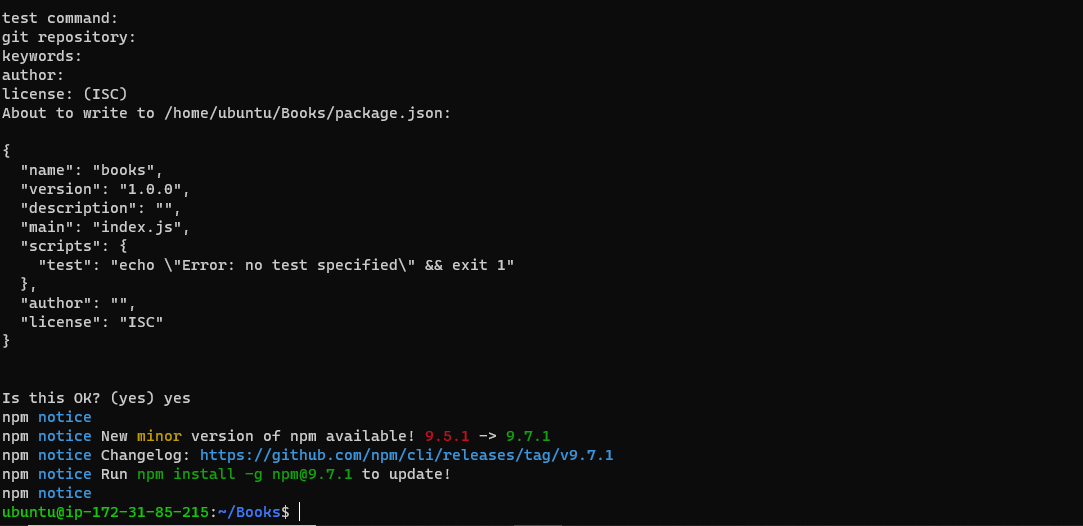 test command:
git repository:
keywords:
author:
license: (ISC)
About to write to /home/ubuntu/Books/package.json:

{
  "name": "books",
  "version": "1.0.0",
  "description": "",
  "main": "index.js",
  "scripts": {
    "test": "echo \"Error: no test specified\" && exit 1"
  },
  "author": "",
  "license": "ISC"
}


Is this OK? (yes) yes
npm notice
npm notice New minor version of npm available! 9.5.1 -> 9.7.1
npm notice Changelog: https://github.com/npm/cli/releases/tag/v9.7.1
npm notice Run npm install -g npm@9.7.1 to update!
npm notice
ubuntu@ip-172-31-85-215:~/Books$